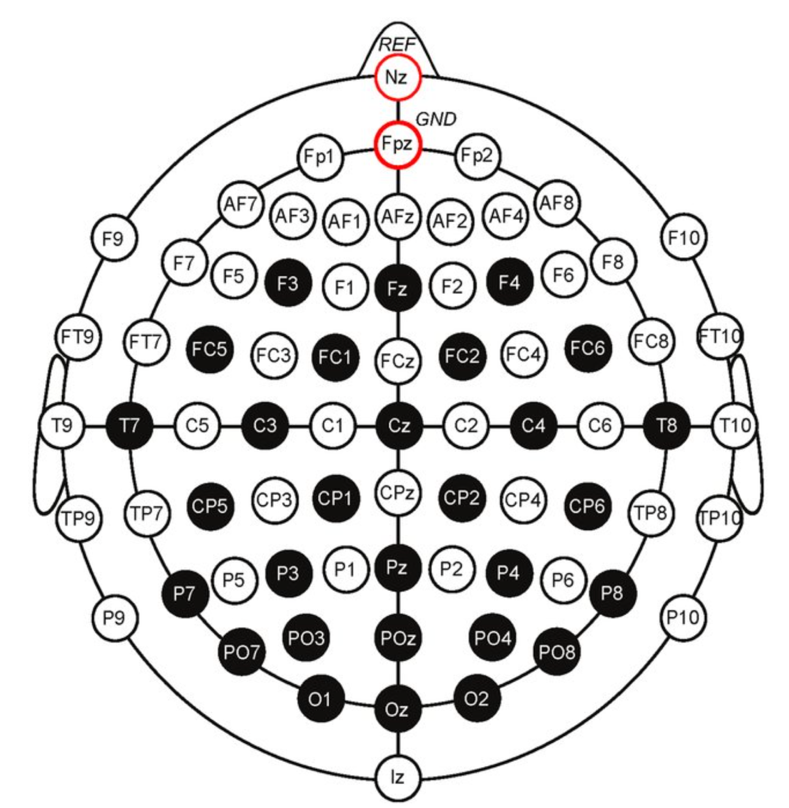 REF
Nz
GND
Fp1 Fpz Fp2
AF7 AF3 AF1 AFz AF2 AF4 AF8
F9 F10
F7 F5 F3 F1 Fz F2 F4 F6 F8
FT9 FT7 FC5 FC3 FC1 FCz FC2 FC4 FC6 FC8 FT10
T9 T7 C5 C3 C1 Cz C2 C4 C6 T8 T10
TP9 TP7 CP5 CP3 CP1 CPz CP2 CP4 CP6 TP8 TP10
P7 P5 P3 P1 Pz P2 P4 P6 P8
P9 P10
PO7 PO3 POz PO4 PO8
O1 Oz O2
Iz